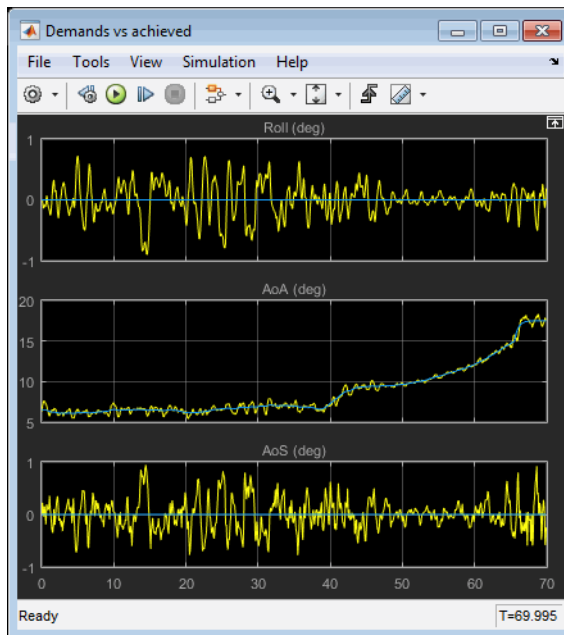 Demands vs achieved
File Tools View Simulation Help
Roll (deg)
1
0
-1
AoA (deg)
20
15
10
5
AoS (deg)
1
0
-1
0 10 20 30 40 50 60 70
Ready T=69.995